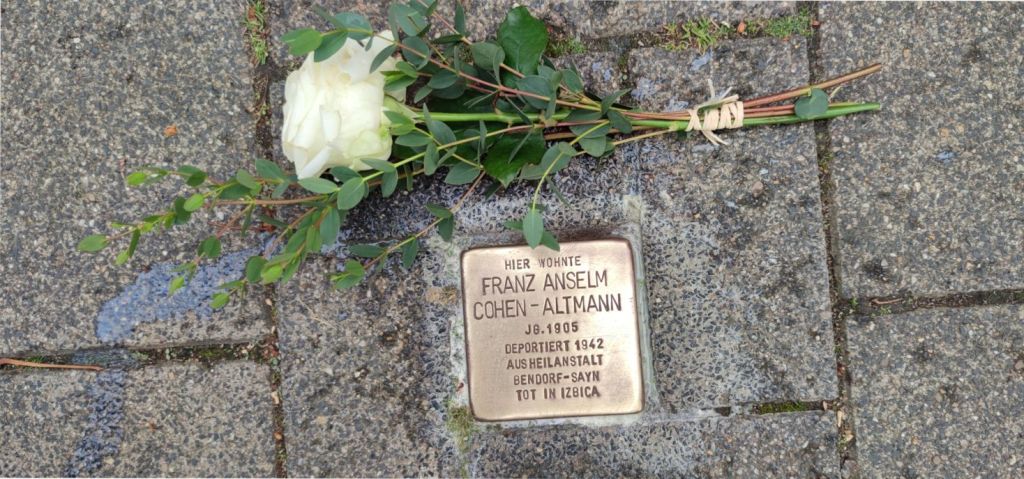 HIER WOHNTE
FRANZ ANSELM
COHEN-ALTMANN
JG.1905
DEPORTIERT 1942
AUS HEILANSTALT
BENDORF-SAYN
TOT IN IZBICA